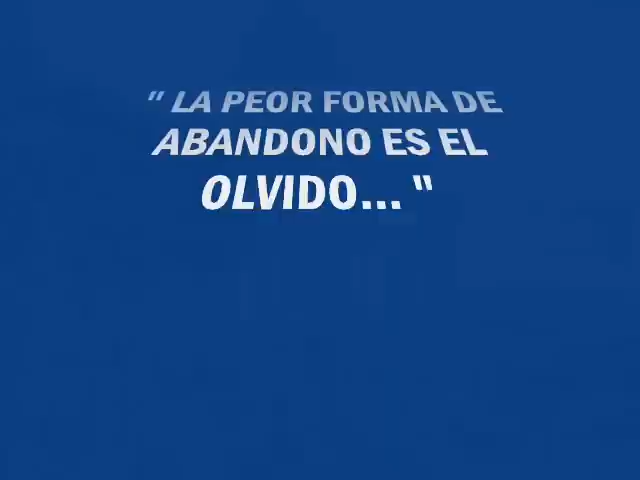 " LA PEOR FORMA DE
ABANDONO ES EL
OLVIDO... "